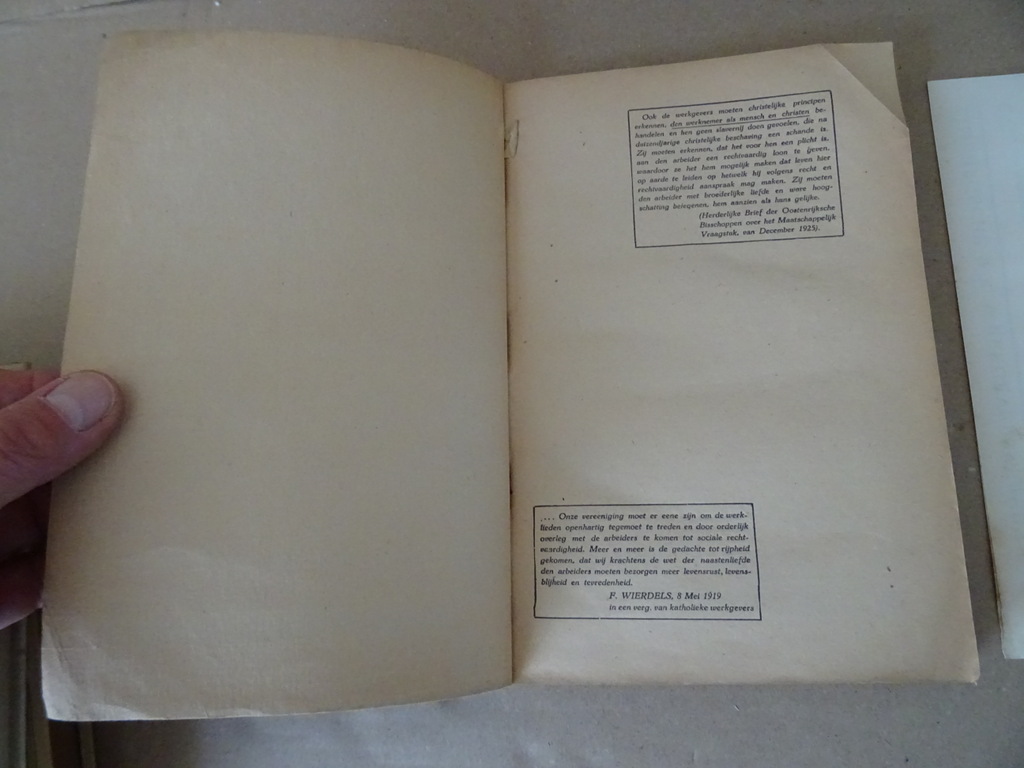 Ook de werkgevers moeten christelijke principen
erkennen, den werknemer als mensch en christen be-
handelen en hen geen slavernij doen gevoelen, die na
duizendjarige christelijke beschaving een schande is.
Zij moeten erkennen, dat het voor hen een plicht is,
aan den arbeider een rechtvaardig loon te geven,
waardoor ze het hem mogelijk maken dat leven hier
op aarde te leiden op hetwelk hij volgens recht en
rechtvaardigheid aanspraak mag maken. Zij moeten
den arbeider met broederlijke liefde en ware hoog-
schatting bejegenen, hem aanzien als huns gelijke.
(Herderlijke Brief der Oostenrijksche
Bisschoppen over het Maatschappelijk
Vraagstuk, van December 1925).
.... Onze vereeniging moet er eene zijn om de werk-
lieden openhartig tegemoet te treden en door orderlijk
overleg met de arbeiders te komen tot sociale recht-
vaardigheid. Meer en meer is de gedachte tot rijpheid
gekomen, dat wij krachtens de wet der naastenliefde
den arbeiders moeten bezorgen meer levensrust, levens-
blijheid en tevredenheid.
F. WIERDELS, 8 Mei 1919
in een verg. van katholieke werkgevers